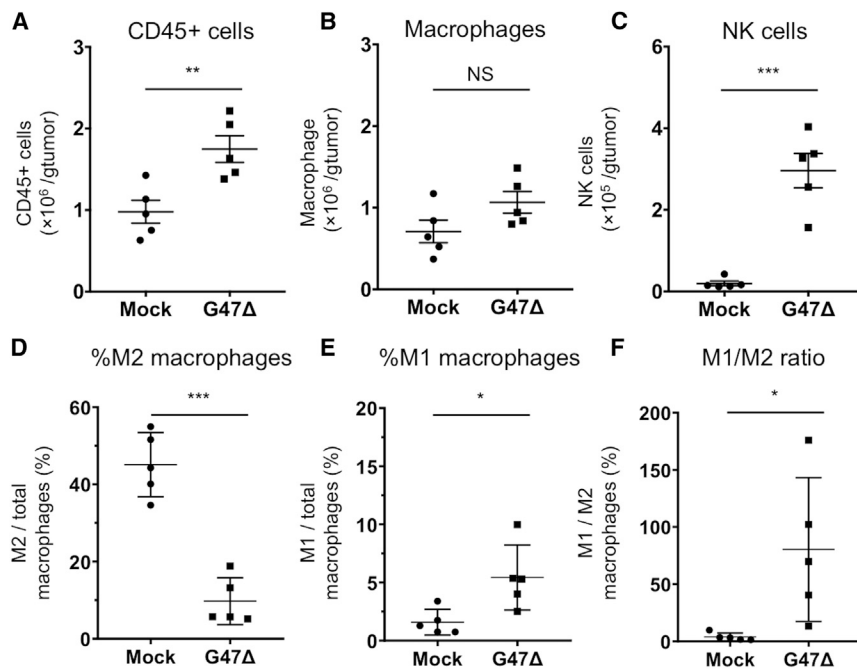 A
CD45+ cells
**
CD45+ cells
(×10⁶ /gtumor)
3
2
1
0
Mock G47Δ
B
Macrophages
NS
Macrophage
(×10⁶ /gtumor)
3
2
1
0
Mock G47Δ
C
NK cells
***
NK cells
(×10⁵ /gtumor)
6
4
2
0
Mock G47Δ
D
%M2 macrophages
***
M2 / total
macrophages (%)
60
40
20
0
Mock G47Δ
E
%M1 macrophages
*
M1 / total
macrophages (%)
20
15
10
5
0
Mock G47Δ
F
M1/M2 ratio
*
M1 / M2
macrophages (%)
200
150
100
50
0
Mock G47Δ